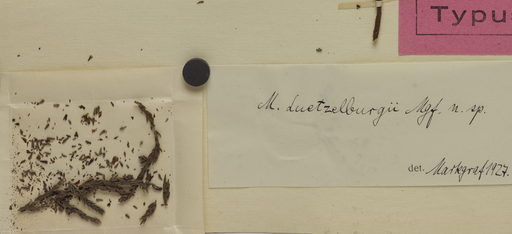 Typu
M. Luetzelburgii Mgf. n. sp.
det. Markgraf 1927.